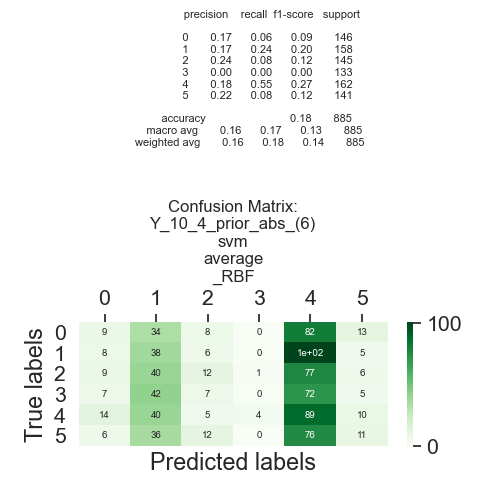 precision recall f1-score support
0 0.17 0.06 0.09 146
1 0.17 0.24 0.20 158
2 0.24 0.08 0.12 145
3 0.00 0.00 0.00 133
4 0.18 0.55 0.27 162
5 0.22 0.08 0.12 141
accuracy 0.18 885
macro avg 0.16 0.17 0.13 885
weighted avg 0.16 0.18 0.14 885
Confusion Matrix:
Y_10_4_prior_abs_(6)
svm
average
_RBF
0 1 2 3 4 5
0 9 34 8 0 82 13
1 8 38 6 0 1e+02 5
2 9 40 12 1 77 6
3 7 42 7 0 72 5
4 14 40 5 4 89 10
5 6 36 12 0 76 11
True labels
Predicted labels
100
0